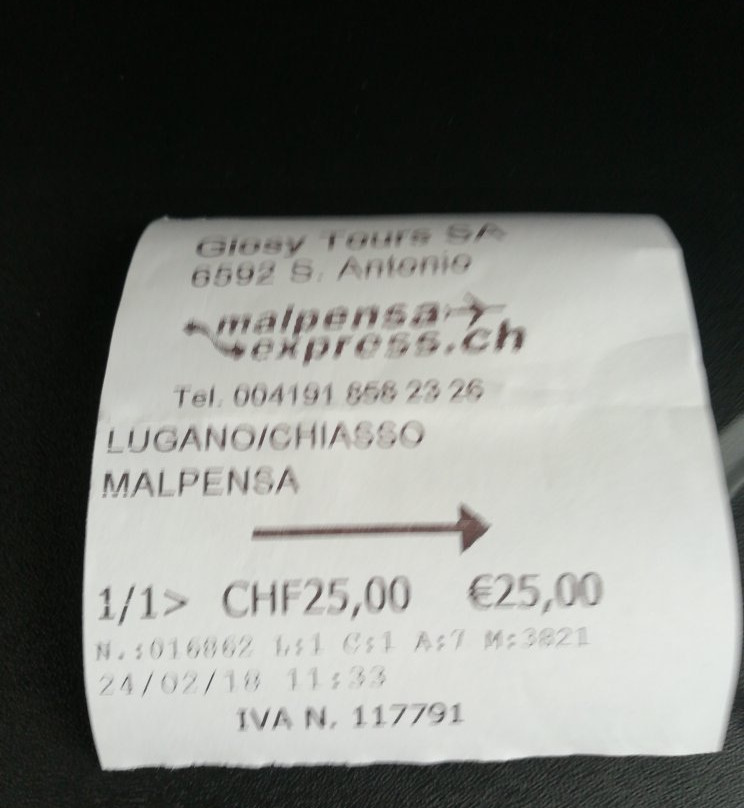 Giosy Tours SA
6592 S. Antonio
malpensa
express.ch
Tel. 004191 858 23 26
LUGANO/CHIASSO
MALPENSA
1/1> CHF25,00 €25,00
N.:016862 L:1 C:1 A:7 M:3821
24/02/18 11:33
IVA N. 117791